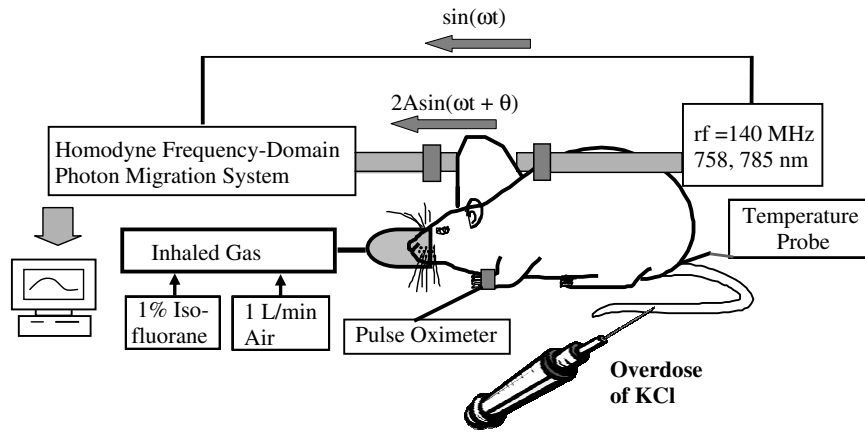 sin(ωt)
2Asin(ωt + θ)
rf =140 MHz
758, 785 nm
Homodyne Frequency-Domain
Photon Migration System
Temperature
Probe
Inhaled Gas
1% Iso-
fluorane
1 L/min
Air
Pulse Oximeter
Overdose
of KCl